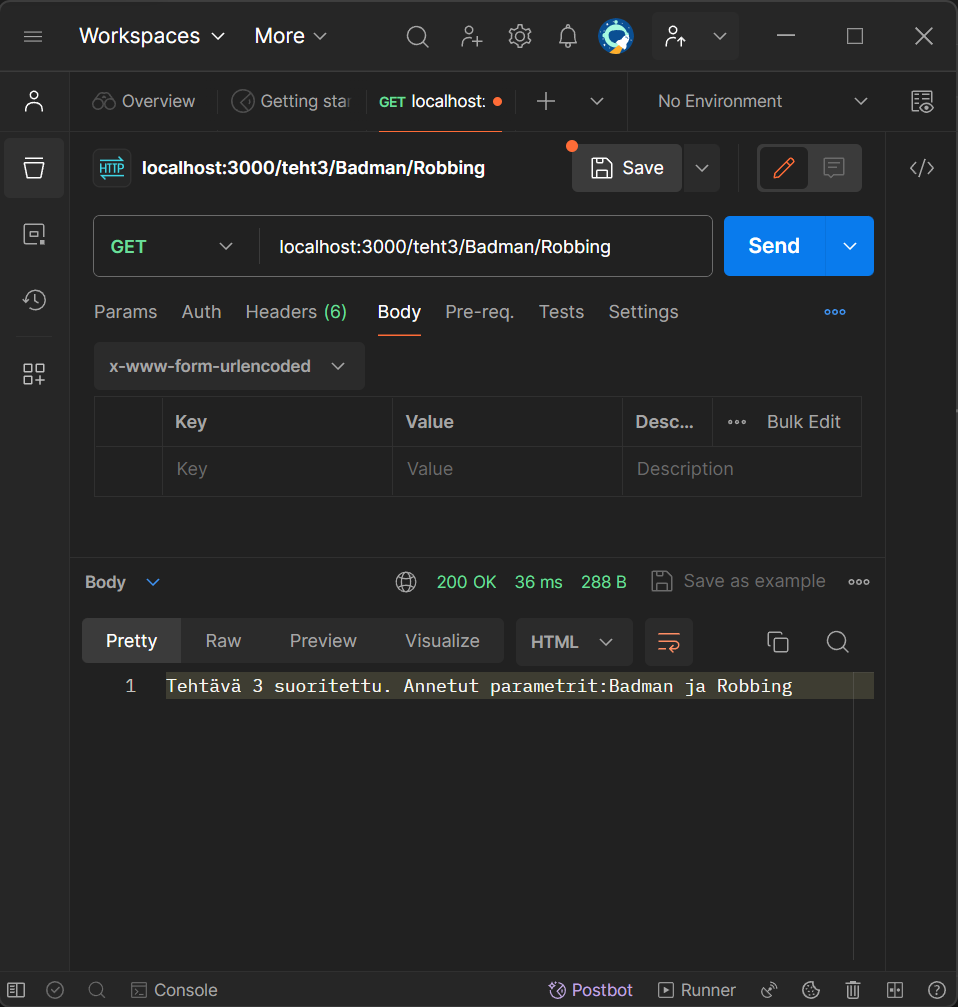 Workspaces More
Overview Getting star GET localhost: No Environment
HTTP localhost:3000/teht3/Badman/Robbing Save
GET localhost:3000/teht3/Badman/Robbing Send
Params Auth Headers (6) Body Pre-req. Tests Settings
x-www-form-urlencoded
Key Value Desc... Bulk Edit
Key Value Description
Body 200 OK 36 ms 288 B Save as example
Pretty Raw Preview Visualize HTML
1 Tehtävä 3 suoritettu. Annetut parametrit:Badman ja Robbing
Console Postbot Runner